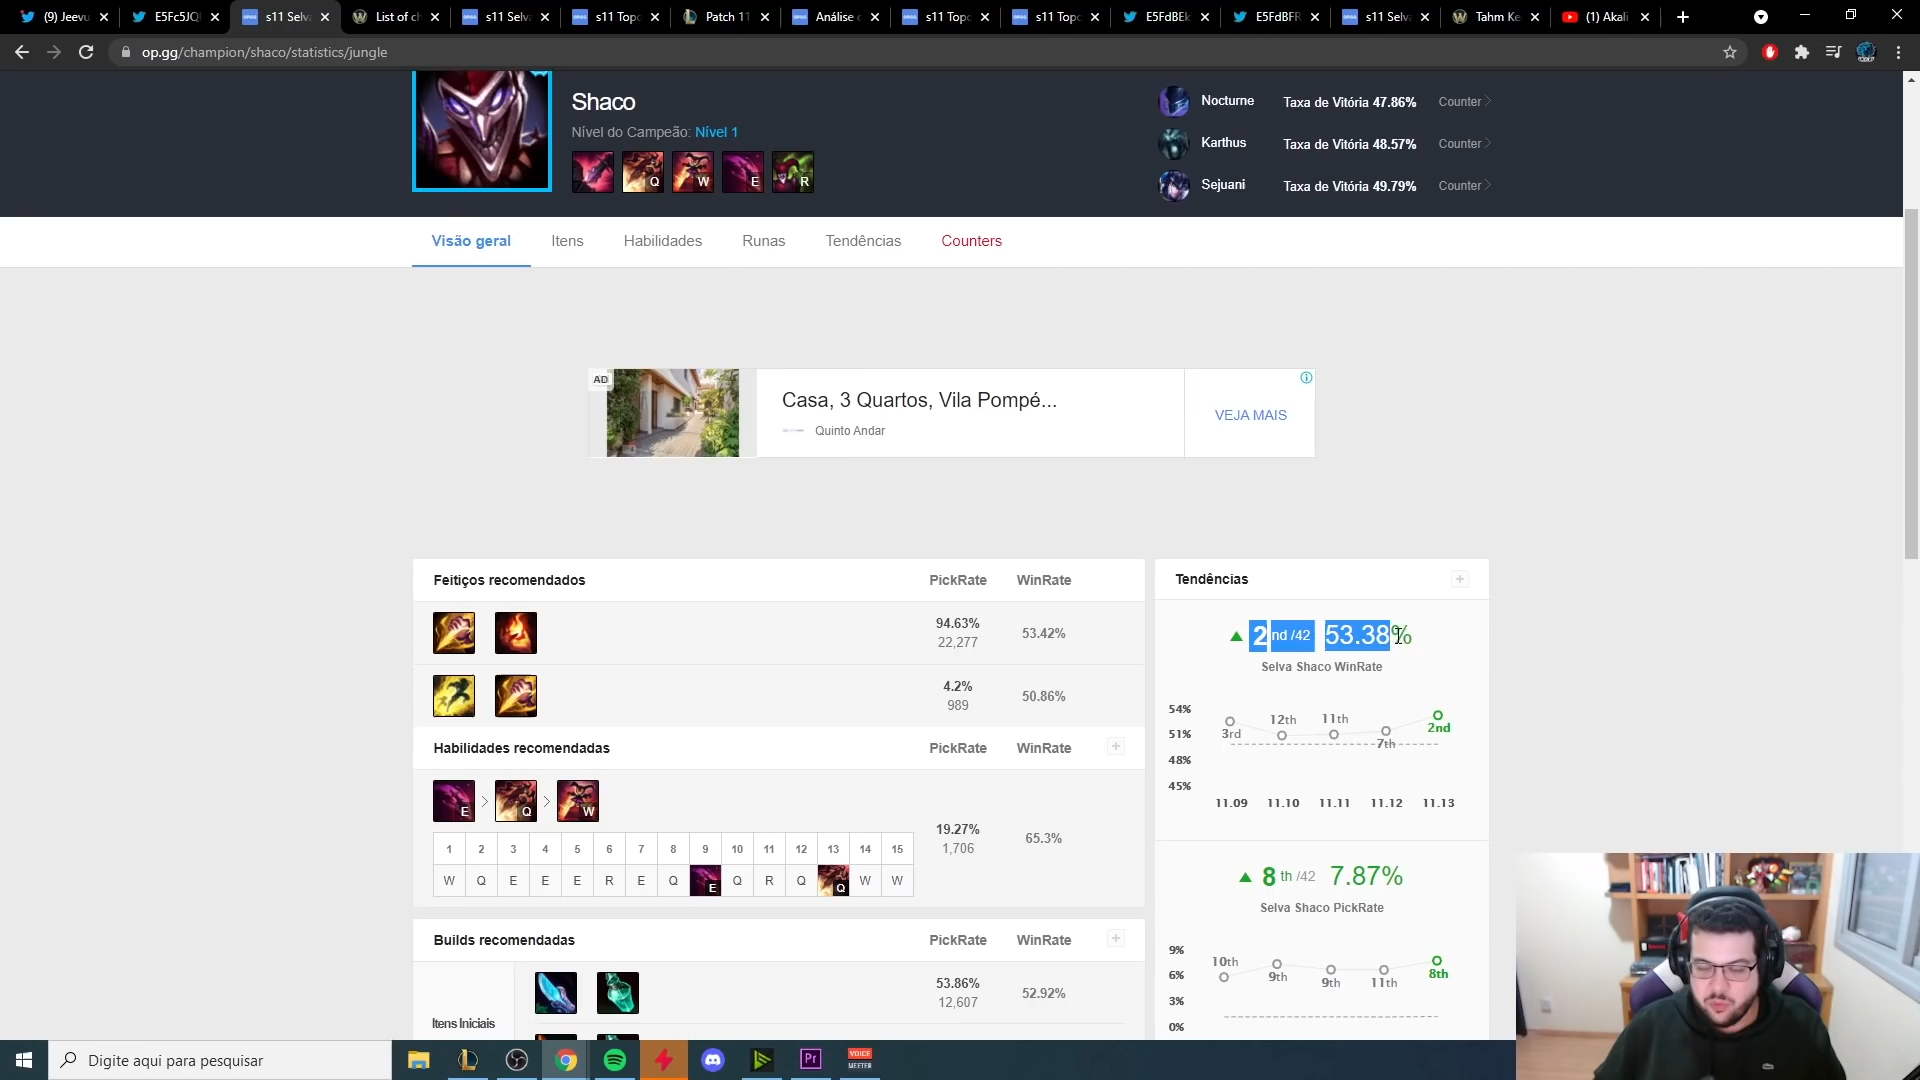 (9) Jeevu
E5Fc5JQ
s11 Selv
List of ch
s11 Selv
s11 Topo
Patch 11
Análise
s11 Topo
s11 Topo
E5FdBEk
E5FdBFR
s11 Selv
Tahm Ke
(1) Akali
op.gg/champion/shaco/statistics/jungle
Shaco
Nível do Campeão: Nível 1
Q W E R
Nocturne Taxa de Vitória 47.86% Counter
Karthus Taxa de Vitória 48.57% Counter
Sejuani Taxa de Vitória 49.79% Counter
Visão geral Itens Habilidades Runas Tendências Counters
AD
Casa, 3 Quartos, Vila Pompé...
Quinto Andar
VEJA MAIS
Feitiços recomendados PickRate WinRate
94.63%
22,277
53.42%
4.2%
989
50.86%
Habilidades recomendadas PickRate WinRate
E Q W
19.27%
1,706
65.3%
1 2 3 4 5 6 7 8 9 10 11 12 13 14 15
W Q E E E R E Q E Q R Q Q W W
Builds recomendadas PickRate WinRate
Itens Iniciais
53.86%
12,607
52.92%
Tendências
2nd /42 53.38%
Selva Shaco WinRate
54%
51%
48%
45%
3rd 12th 11th 7th 2nd
11.09 11.10 11.11 11.12 11.13
8th /42 7.87%
Selva Shaco PickRate
9%
6%
3%
0%
10th 9th 9th 11th 8th
Digite aqui para pesquisar
Pr
VOICE
MEETER